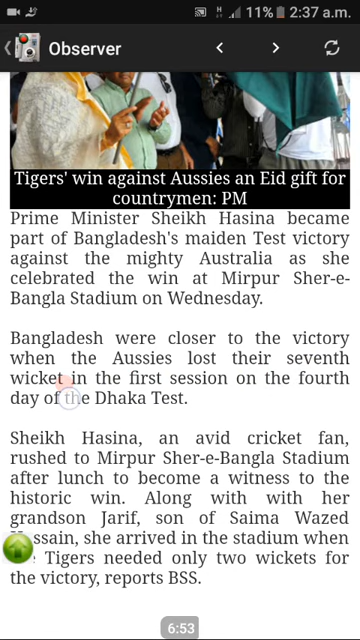 11% 2:37 a.m.
Observer
Tigers' win against Aussies an Eid gift for
countrymen: PM
Prime Minister Sheikh Hasina became
part of Bangladesh's maiden Test victory
against the mighty Australia as she
celebrated the win at Mirpur Sher-e-
Bangla Stadium on Wednesday.
Bangladesh were closer to the victory
when the Aussies lost their seventh
wicket in the first session on the fourth
day of the Dhaka Test.
Sheikh Hasina, an avid cricket fan,
rushed to Mirpur Sher-e-Bangla Stadium
after lunch to become a witness to the
historic win. Along with with her
grandson Jarif, son of Saima Wazed
ssain, she arrived in the stadium when
Tigers needed only two wickets for
the victory, reports BSS.
6:53